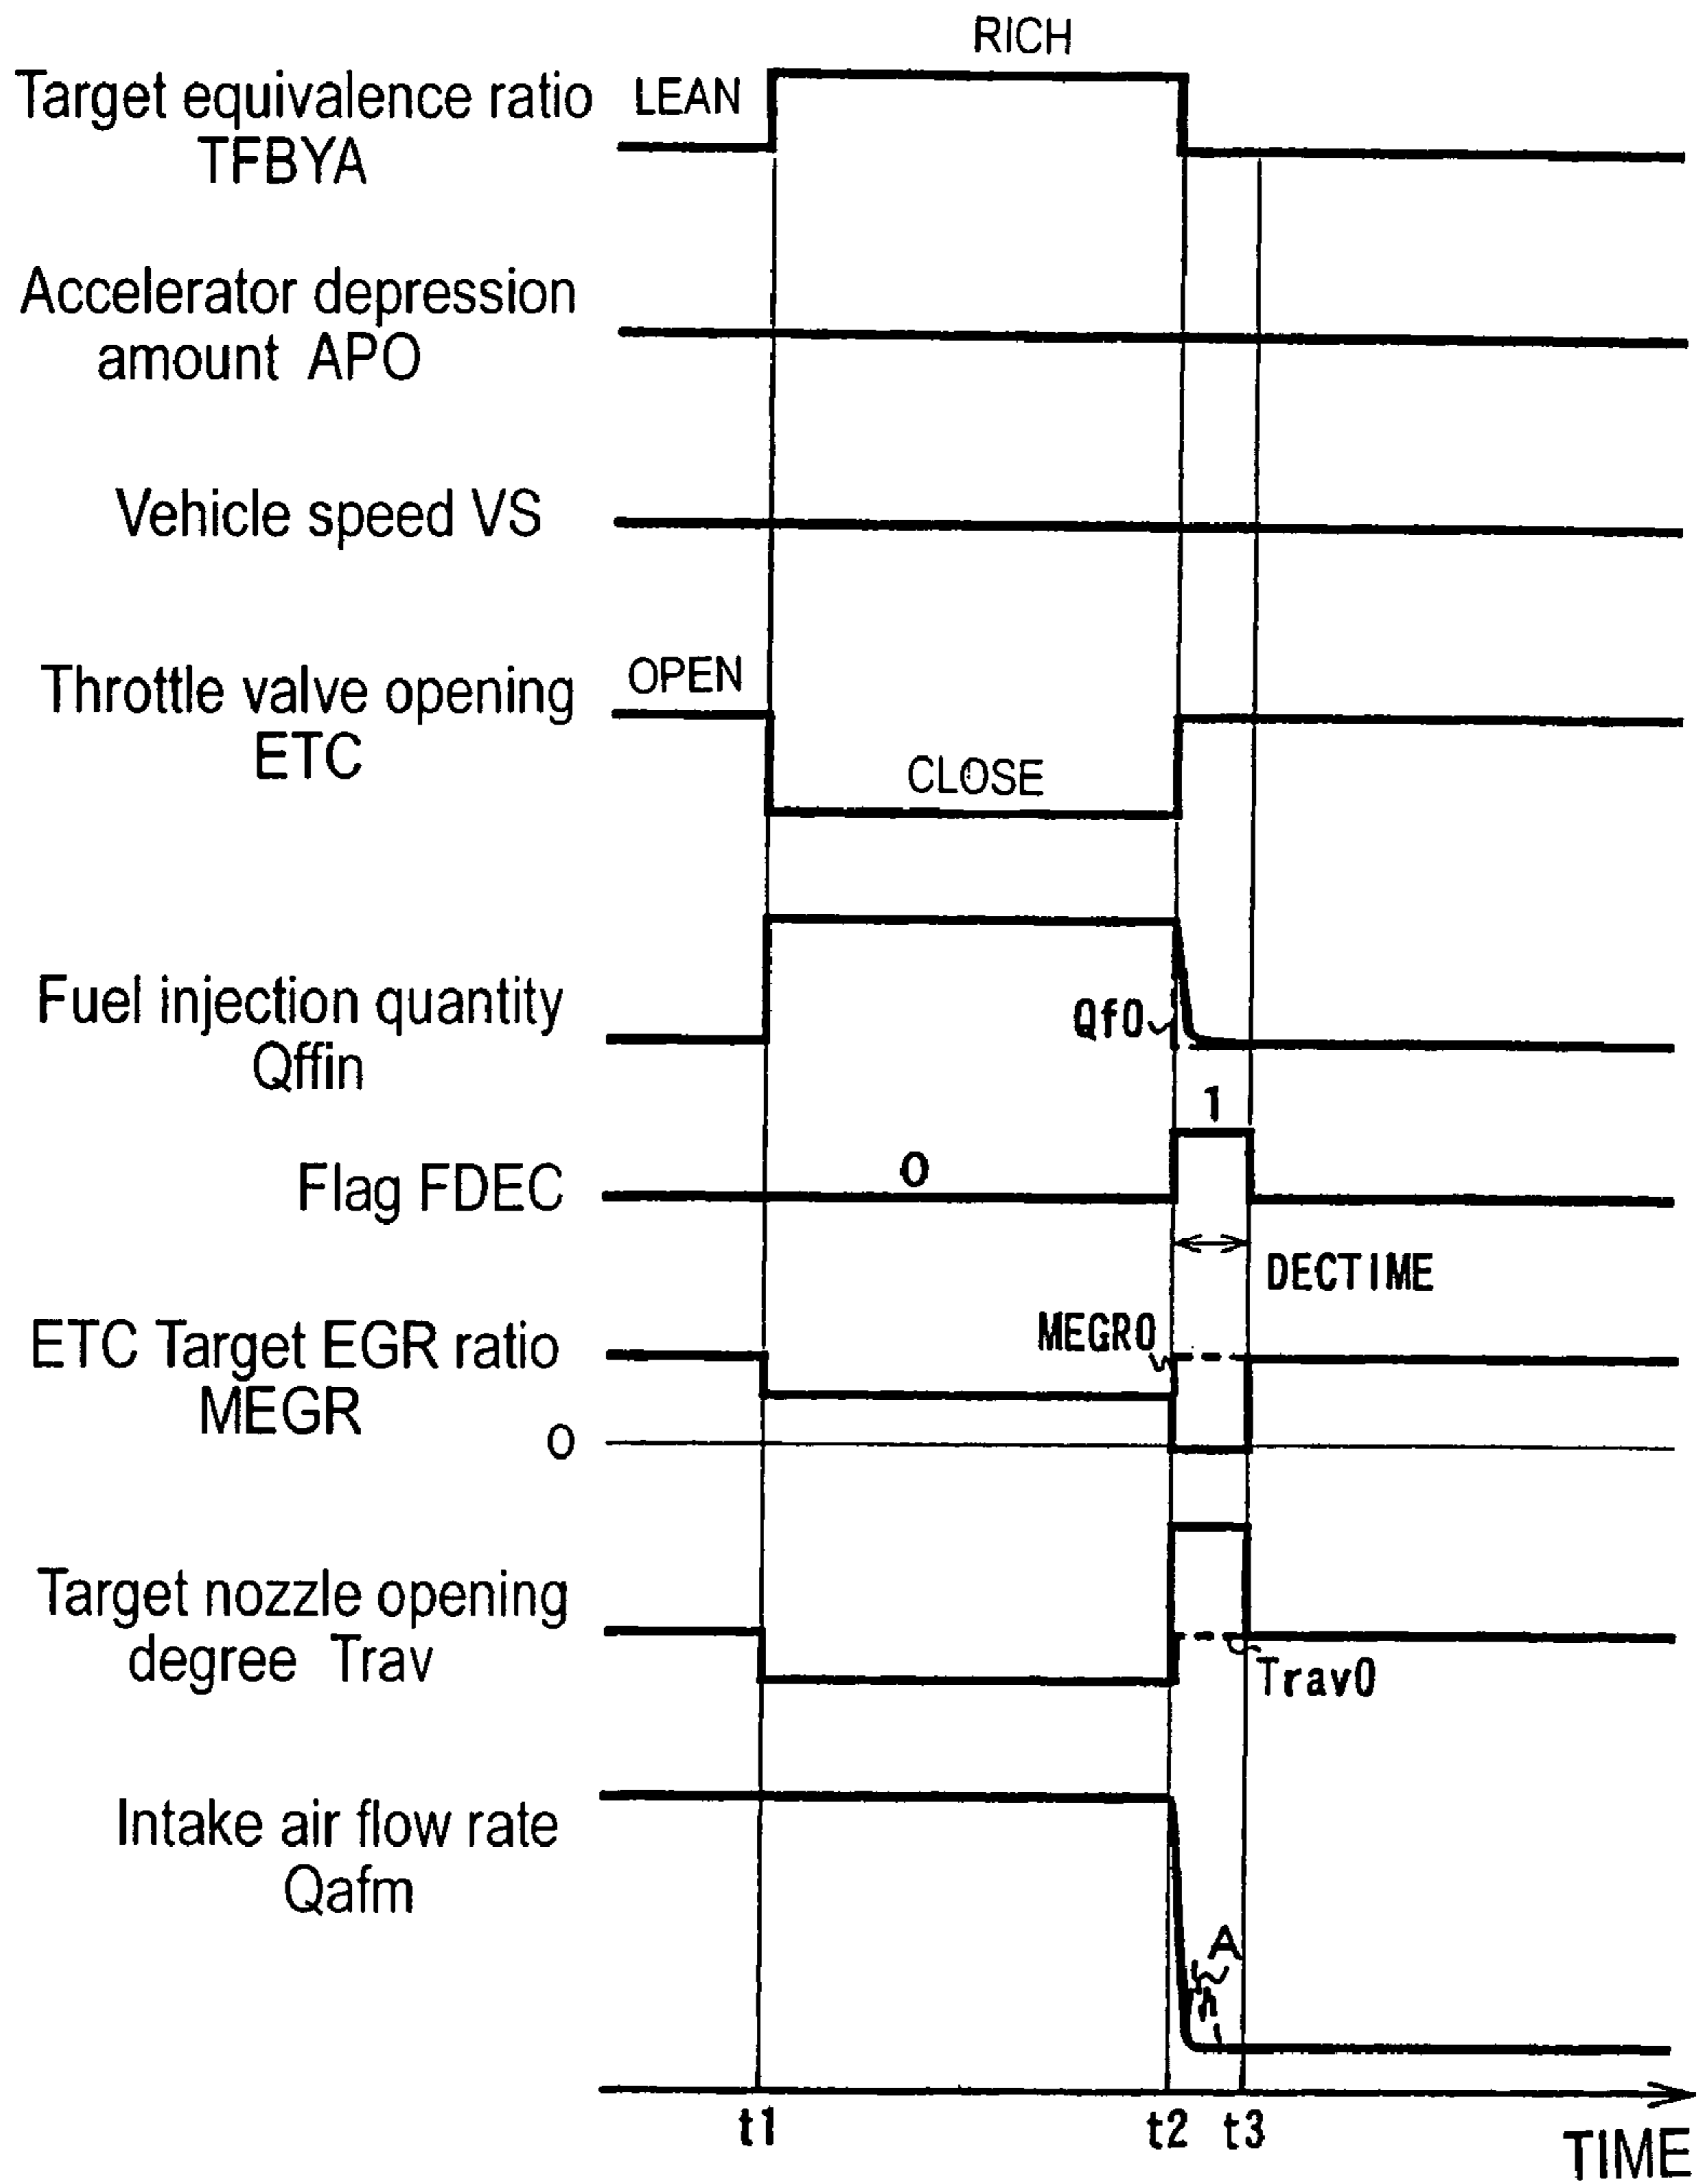 RICH
Target equivalence ratio LEAN
TFBYA
Accelerator depression
amount APO
Vehicle speed VS
OPEN
Throttle valve opening
ETC
CLOSE
Fuel injection quantity
Qffin
Qf0
1
0
Flag FDEC
DECTIME
MEGR0
ETC Target EGR ratio
MEGR
0
Target nozzle opening
degree Trav
Trav0
Intake air flow rate
Qafm
A
t1 t2 t3
TIME